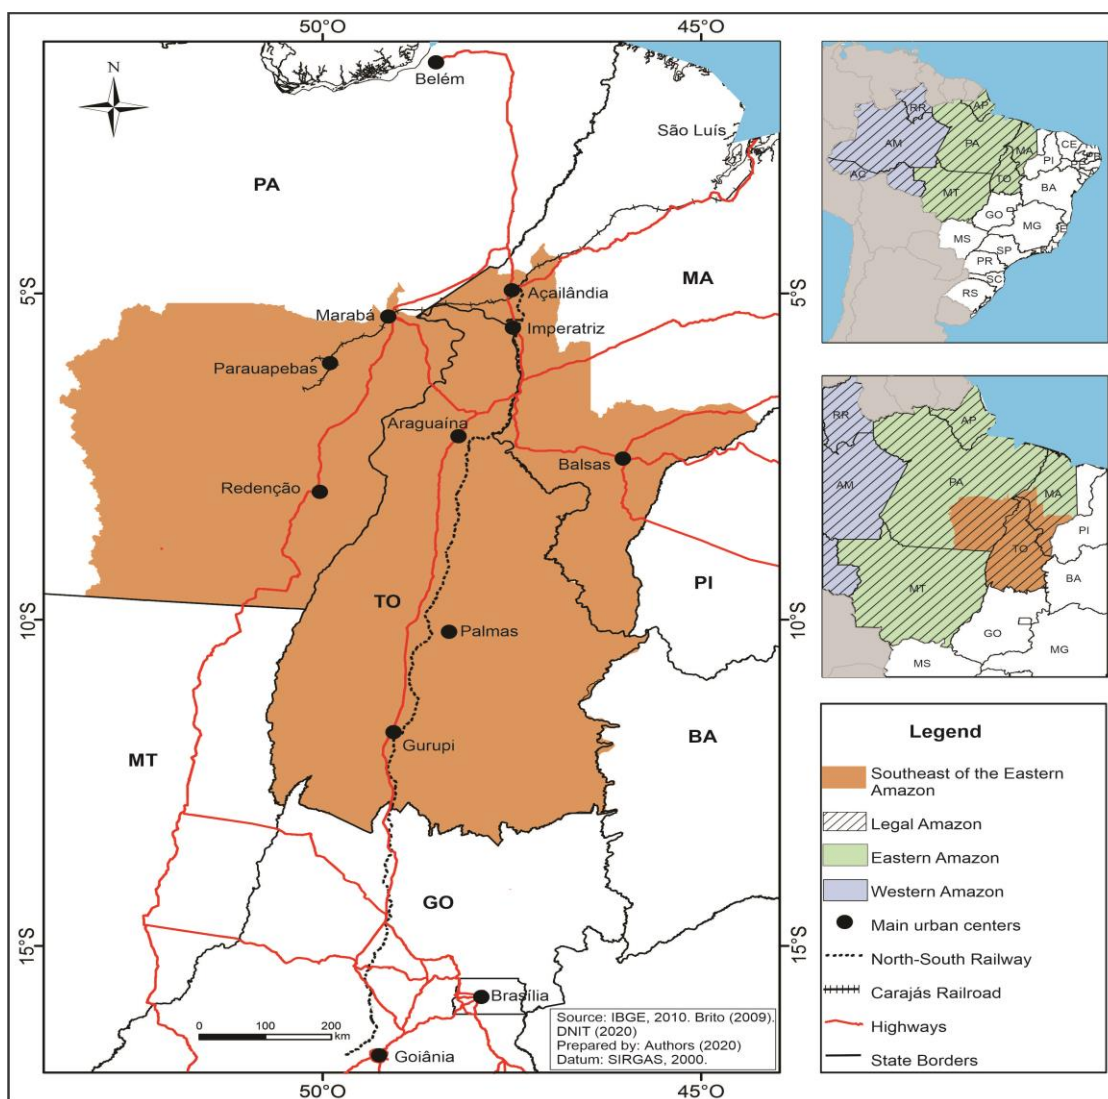 50°O
45°O
N
Belém
São Luís
PA
MA
5°S
5°S
Açailândia
Marabá
Imperatriz
Parauapebas
Araguaína
Balsas
Redenção
PI
TO
10°S
10°S
Palmas
BA
Gurupi
MT
GO
15°S
15°S
Brasília
0 100 200
km
Goiânia
Source: IBGE, 2010. Brito (2009).
DNIT (2020)
Prepared by: Authors (2020)
Datum: SIRGAS, 2000.
50°O
45°O
RR
AP
AM
PA
MA
CE
PI
AC
TO
MT
BA
GO
MG
MS
SP
PR
SC
RS
RR
AP
AM
PA
MA
PI
TO
BA
MT
GO
MG
MS
Legend
Southeast of the Eastern
Amazon
Legal Amazon
Eastern Amazon
Western Amazon
Main urban centers
North-South Railway
Carajás Railroad
Highways
State Borders